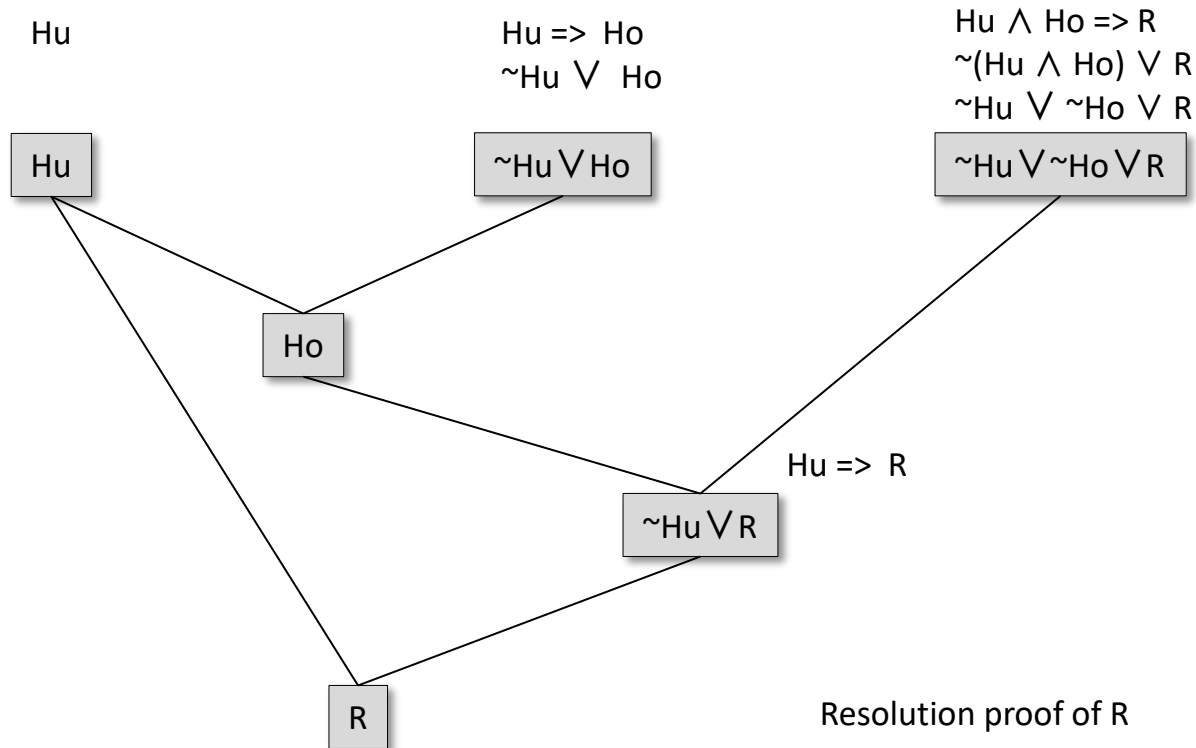 Hu
Hu => Ho
~Hu ∨ Ho
Hu ∧ Ho => R
~(Hu ∧ Ho) ∨ R
~Hu ∨ ~Ho ∨ R
Hu
~Hu ∨ Ho
~Hu ∨ ~Ho ∨ R
Ho
Hu => R
~Hu ∨ R
R
Resolution proof of R